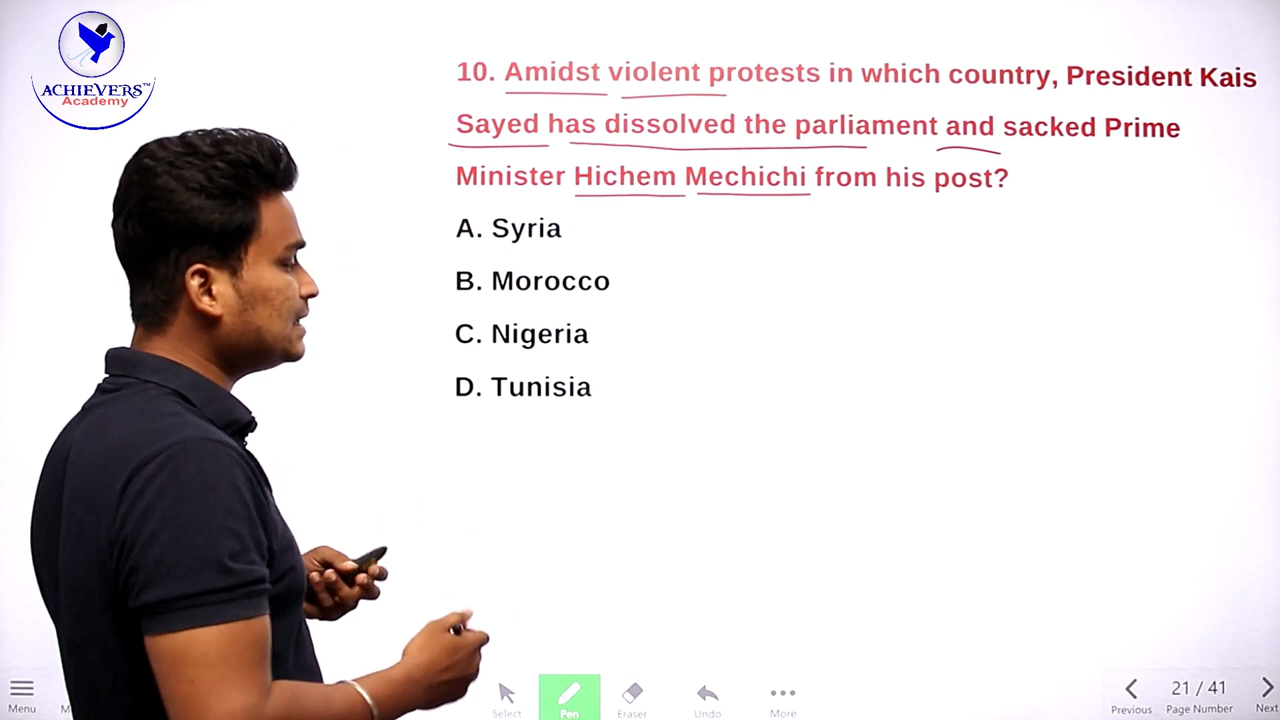 ACHIEVERS™
Academy
10. Amidst violent protests in which country, President Kais
Sayed has dissolved the parliament and sacked Prime
Minister Hichem Mechichi from his post?
A. Syria
B. Morocco
C. Nigeria
D. Tunisia
21 / 41
Menu M Select Pen Eraser Undo More Previous Page Number Next